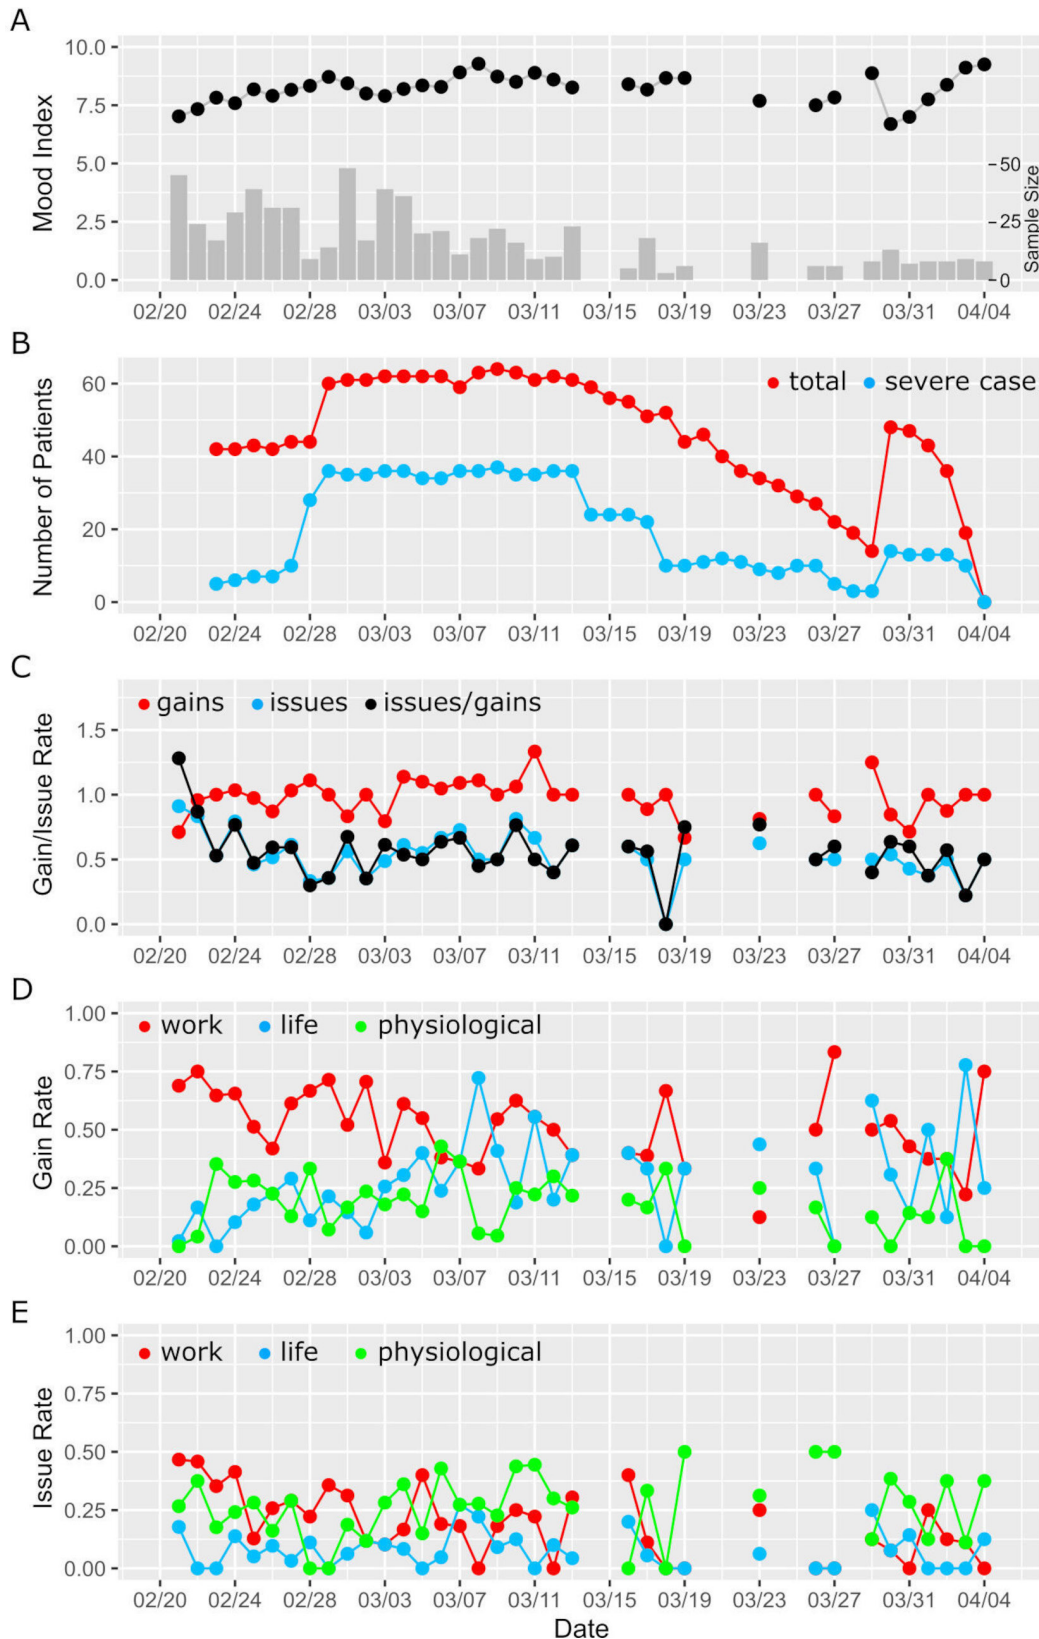 A
Mood Index
10.0
7.5
5.0
2.5
0.0
50
25
0
Sample Size
02/20 02/24 02/28 03/03 03/07 03/11 03/15 03/19 03/23 03/27 03/31 04/04
B
Number of Patients
total severe case
60
40
20
0
02/20 02/24 02/28 03/03 03/07 03/11 03/15 03/19 03/23 03/27 03/31 04/04
C
Gain/Issue Rate
gains issues issues/gains
1.5
1.0
0.5
0.0
02/20 02/24 02/28 03/03 03/07 03/11 03/15 03/19 03/23 03/27 03/31 04/04
D
Gain Rate
1.00
work life physiological
0.75
0.50
0.25
0.00
02/20 02/24 02/28 03/03 03/07 03/11 03/15 03/19 03/23 03/27 03/31 04/04
E
Issue Rate
1.00
work life physiological
0.75
0.50
0.25
0.00
02/20 02/24 02/28 03/03 03/07 03/11 03/15 03/19 03/23 03/27 03/31 04/04
Date